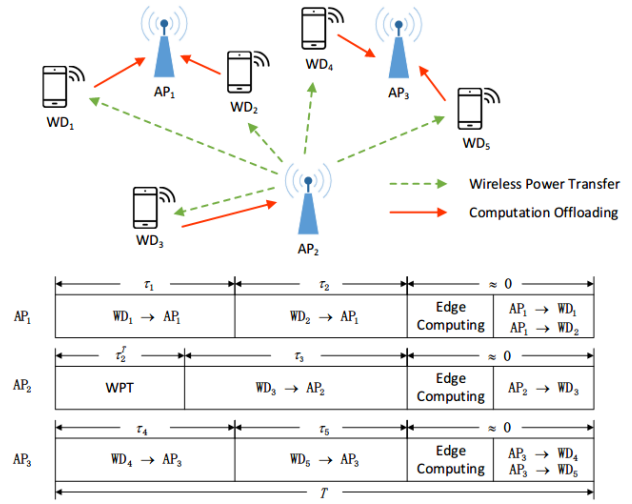 WD₄
AP₁
WD₂
AP₃
WD₁
WD₅
WD₃
AP₂
Wireless Power Transfer
Computation Offloading
τ₁ τ₂ ≈ 0
AP₁ WD₁ → AP₁ WD₂ → AP₁ Edge Computing AP₁ → WD₁
AP₁ → WD₂
τ₂ᵀ τ₃ ≈ 0
AP₂ WPT WD₃ → AP₂ Edge Computing AP₂ → WD₃
τ₄ τ₅ ≈ 0
AP₃ WD₄ → AP₃ WD₅ → AP₃ Edge Computing AP₃ → WD₄
AP₃ → WD₅
T